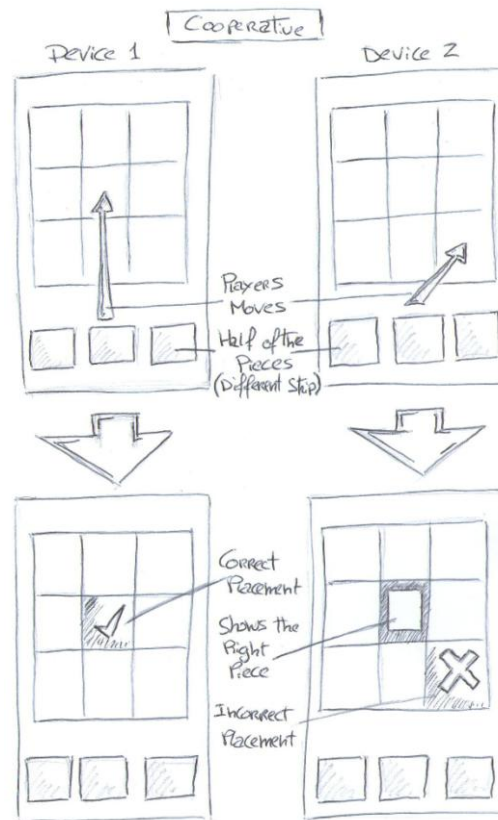 Cooperative
Device 1
Device 2
Players
Moves
Half of the
Pieces
(Different Strip)
Correct
Placement
Shows the
Right
Piece
Incorrect
Placement